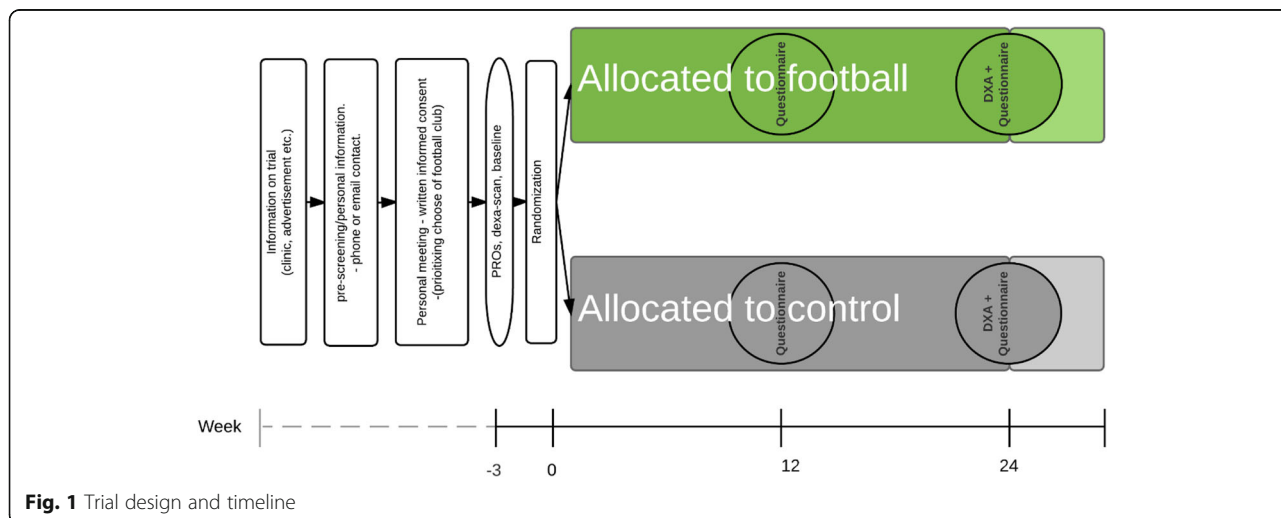 Information on trial
(clinic, advertisement etc.)
pre-screening/personal information.
- phone or email contact.
Personal meeting - written informed consent
-(prioitixing choose of football club)
PROs, dexa-scan, baseline
Randomization
Allocated to football
Questionnaire
DXA +
Questionnaire
Allocated to control
Questionnaire
DXA +
Questionnaire
Week
-3
0
12
24
Fig. 1 Trial design and timeline